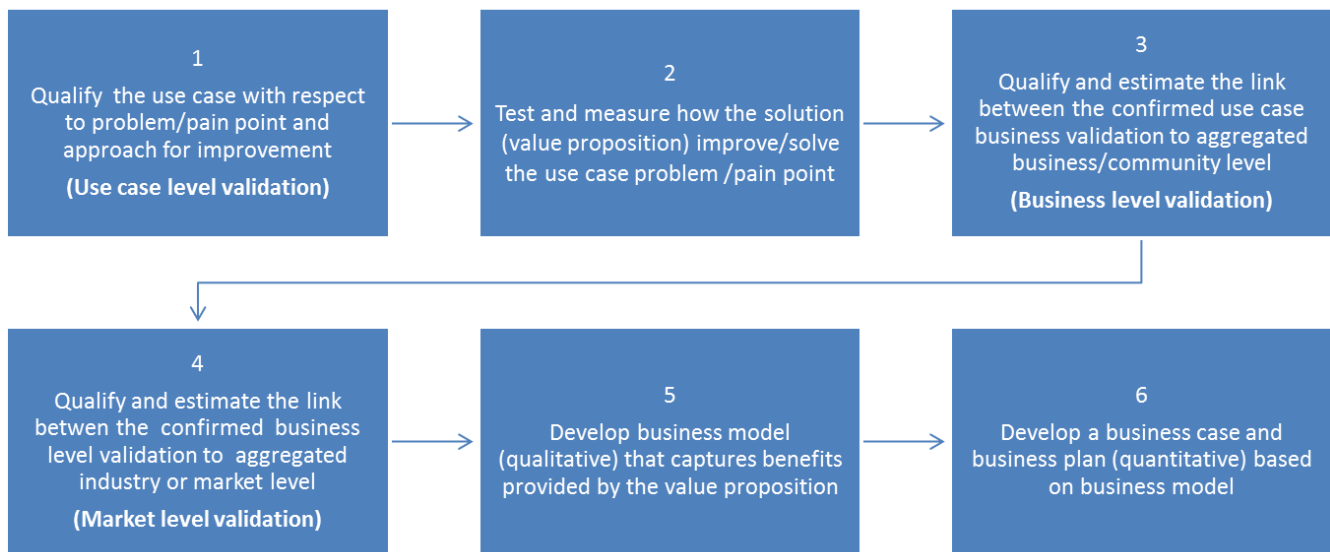 1
Qualify the use case with respect
to problem/pain point and
approach for improvement
(Use case level validation)
2
Test and measure how the solution
(value proposition) improve/solve
the use case problem /pain point
3
Qualify and estimate the link
between the confirmed use case
business validation to aggregated
business/community level
(Business level validation)
4
Qualify and estimate the link
betwen the confirmed business
level validation to aggregated
industry or market level
(Market level validation)
5
Develop business model
(qualitative) that captures benefits
provided by the value proposition
6
Develop a business case and
business plan (quantitative) based
on business model